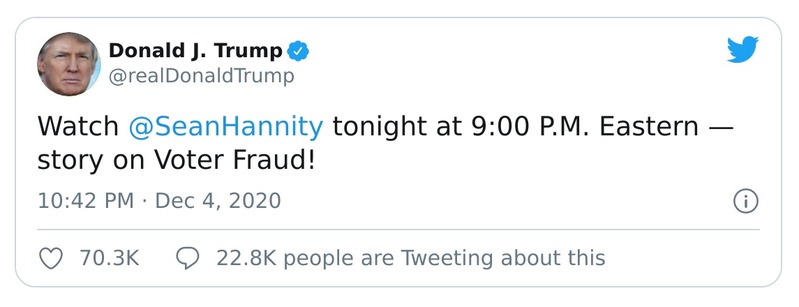 Donald J. Trump
@realDonaldTrump
Watch @SeanHannity tonight at 9:00 P.M. Eastern —
story on Voter Fraud!
10:42 PM · Dec 4, 2020
70.3K 22.8K people are Tweeting about this